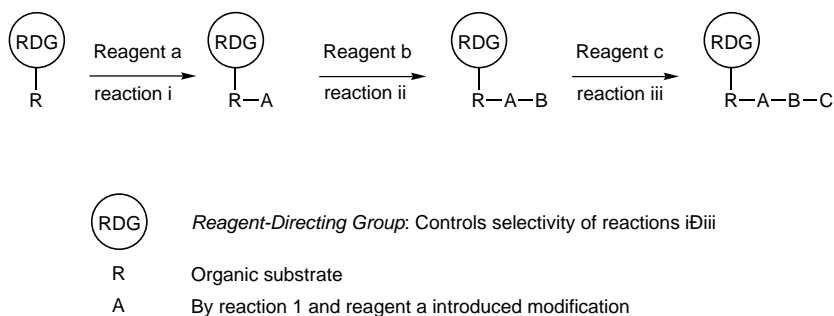 RDG RDG RDG RDG
Reagent a Reagent b Reagent c
reaction i reaction ii reaction iii
R R–A R–A–B R–A–B–C
RDG Reagent-Directing Group: Controls selectivity of reactions iÐiii
R Organic substrate
A By reaction 1 and reagent a introduced modification